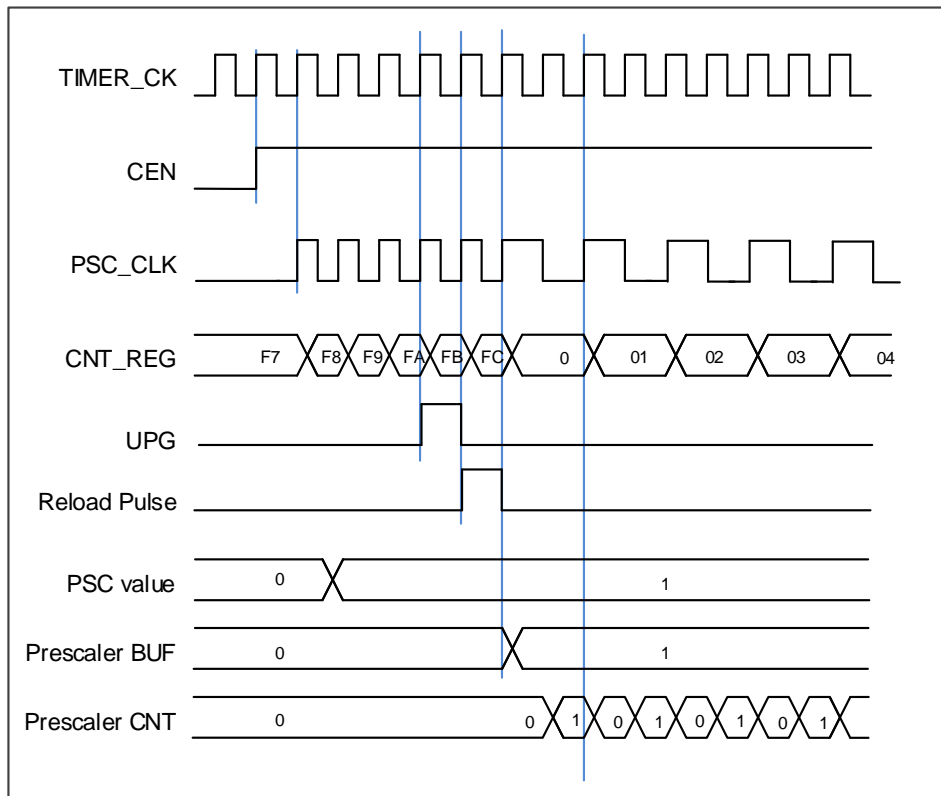 TIMER_CK
CEN
PSC_CLK
CNT_REG F7 F8 F9 FA FB FC 0 01 02 03 04
UPG
Reload Pulse
PSC value 0 1
Prescaler BUF 0 1
Prescaler CNT 0 0 1 0 1 0 1 0 1